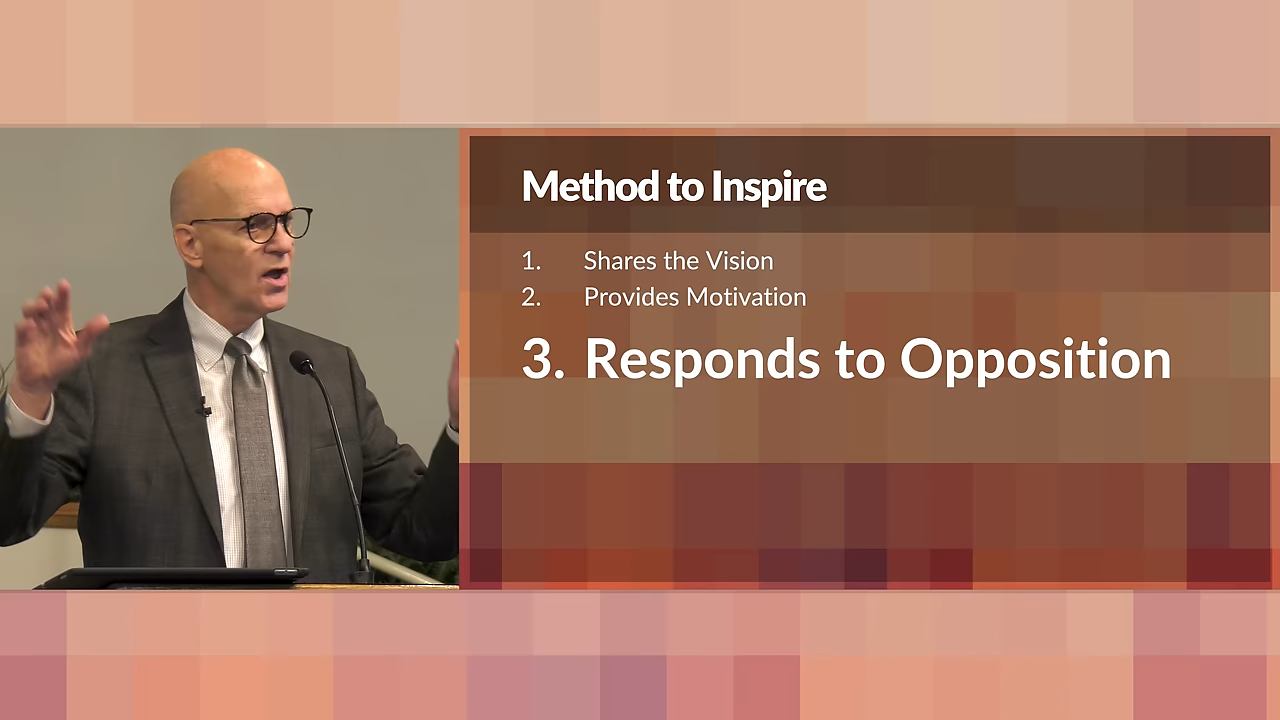 Method to Inspire
1. Shares the Vision
2. Provides Motivation
3. Responds to Opposition